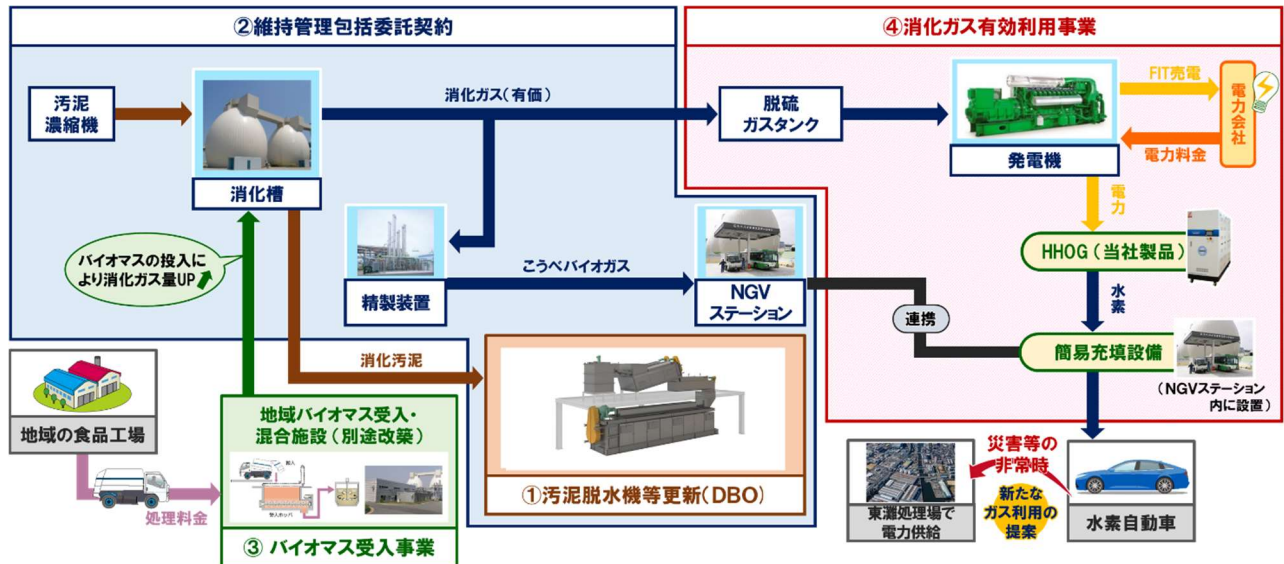 ②維持管理包括委託契約
④消化ガス有効利用事業
汚泥
濃縮機
消化槽
消化ガス(有価)
脱硫
ガスタンク
発電機
FIT売電
電力会社
電力料金
電力
バイオマスの投入に
より消化ガス量UP
精製装置
こうべバイオガス
NGV
ステーション
HHOG(当社製品)
水素
連携
簡易充填設備
(NGVステーション
内に設置)
消化汚泥
地域の食品工場
処理料金
地域バイオマス受入・
混合施設(別途改築)
搬入
受入ホッパ
③ バイオマス受入事業
①汚泥脱水機等更新(DBO)
災害等の
非常時
新たな
ガス利用の
提案
東灘処理場で
電力供給
水素自動車